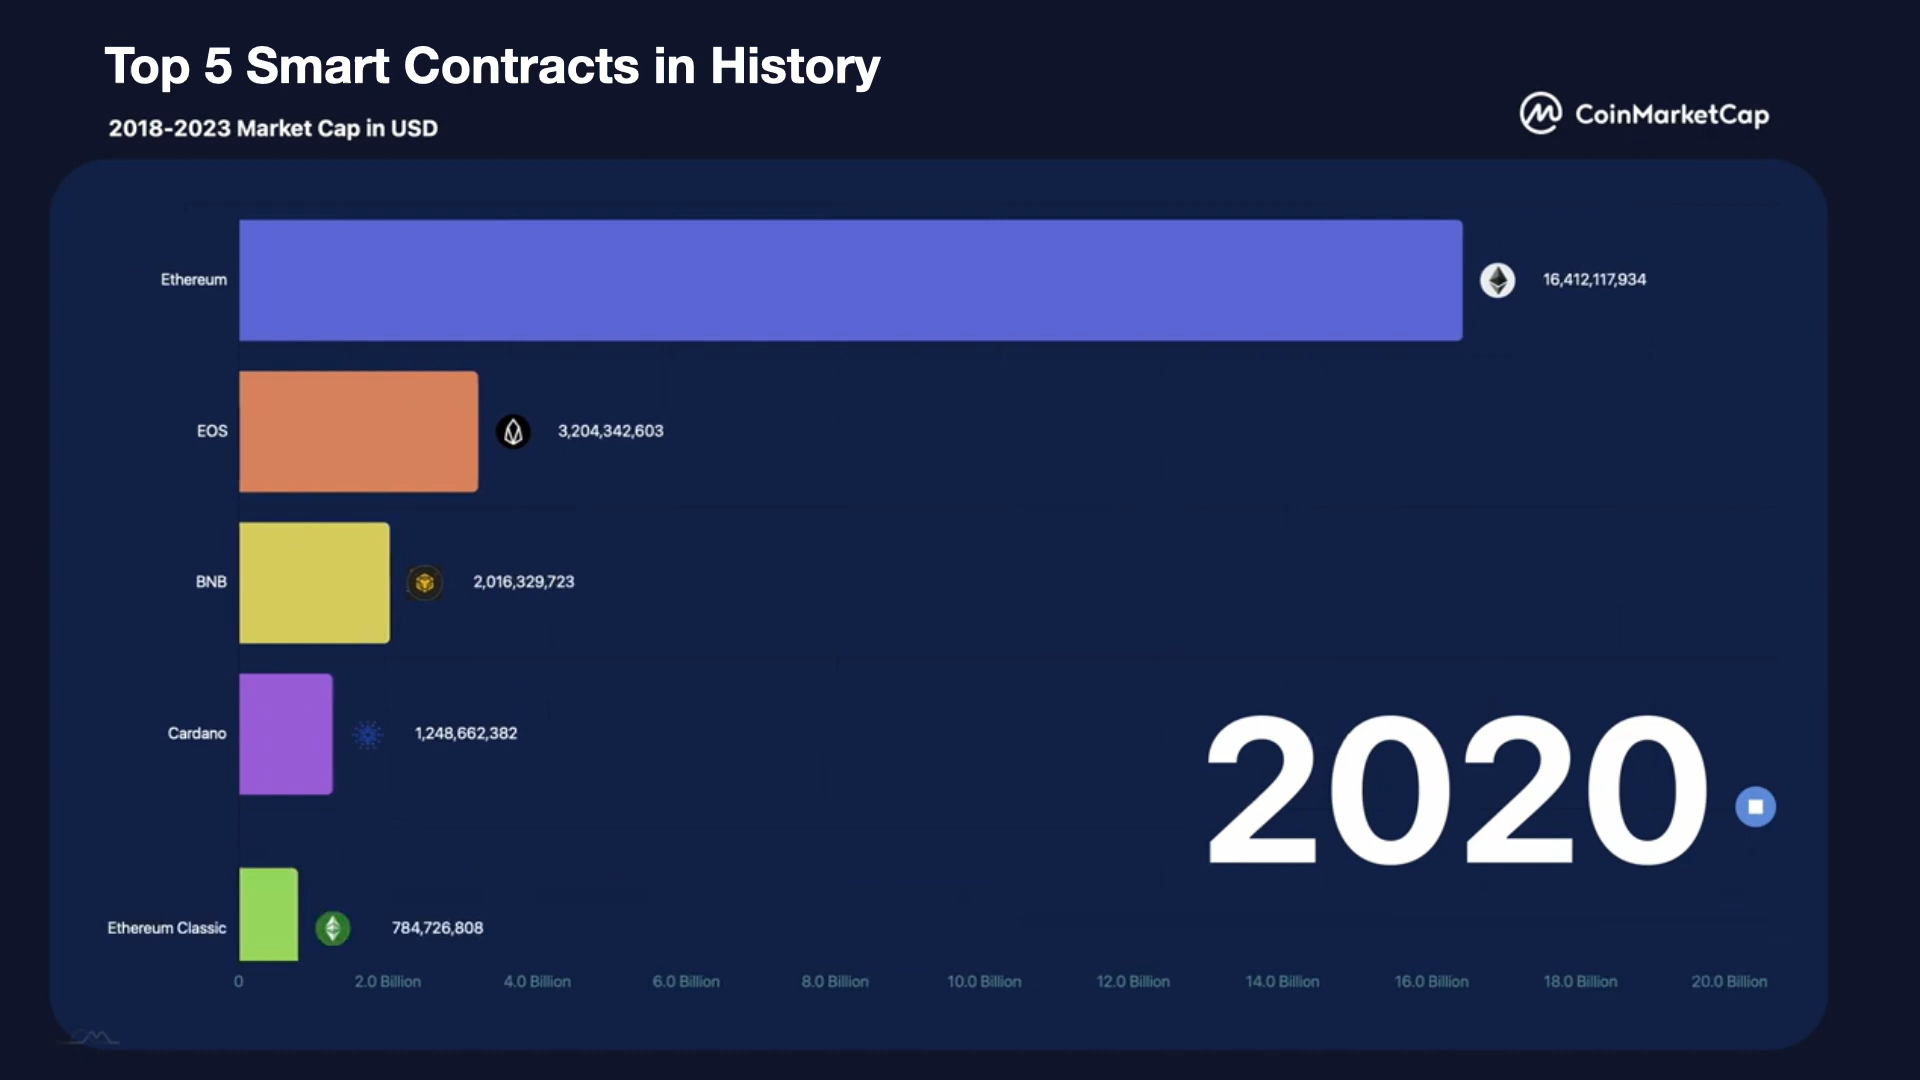 Top 5 Smart Contracts in History
2018-2023 Market Cap in USD
CoinMarketCap
Ethereum 16,412,117,934
EOS 3,204,342,603
BNB 2,016,329,723
Cardano 1,248,662,382
2020
Ethereum Classic 784,726,808
0 2.0 Billion 4.0 Billion 6.0 Billion 8.0 Billion 10.0 Billion 12.0 Billion 14.0 Billion 16.0 Billion 18.0 Billion 20.0 Billion